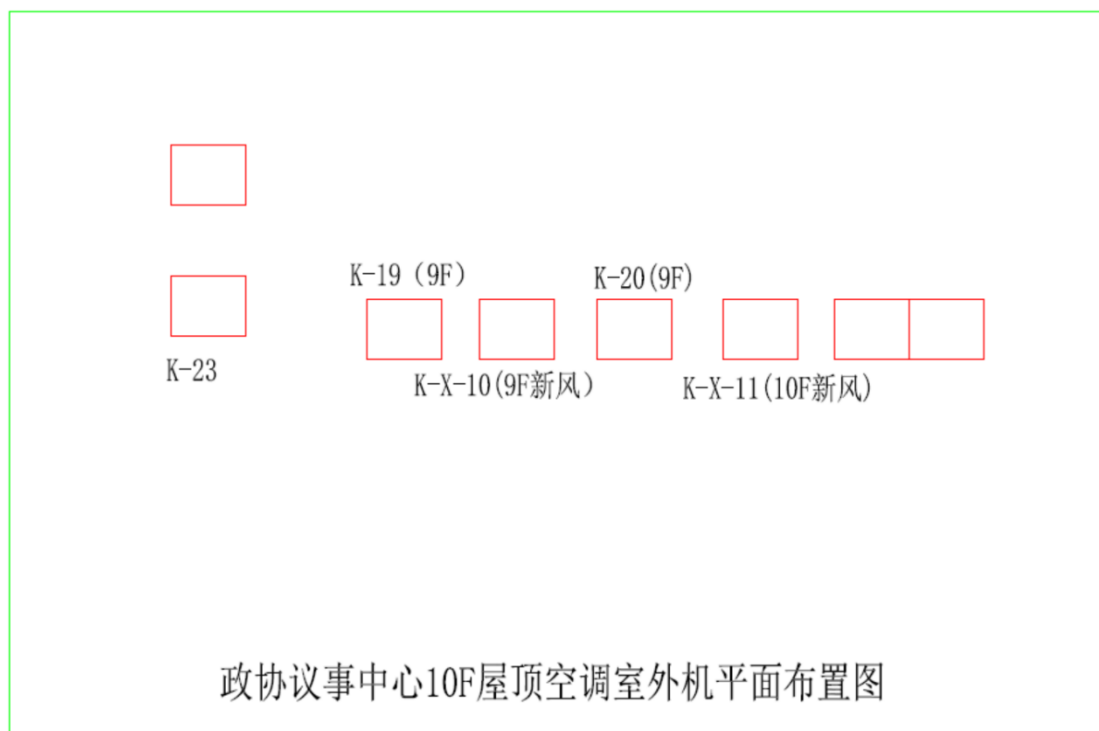 K-19（9F）
K-20(9F)
K-23
K-X-10(9F新风）
K-X-11(10F新风)
政协议事中心10F屋顶空调室外机平面布置图